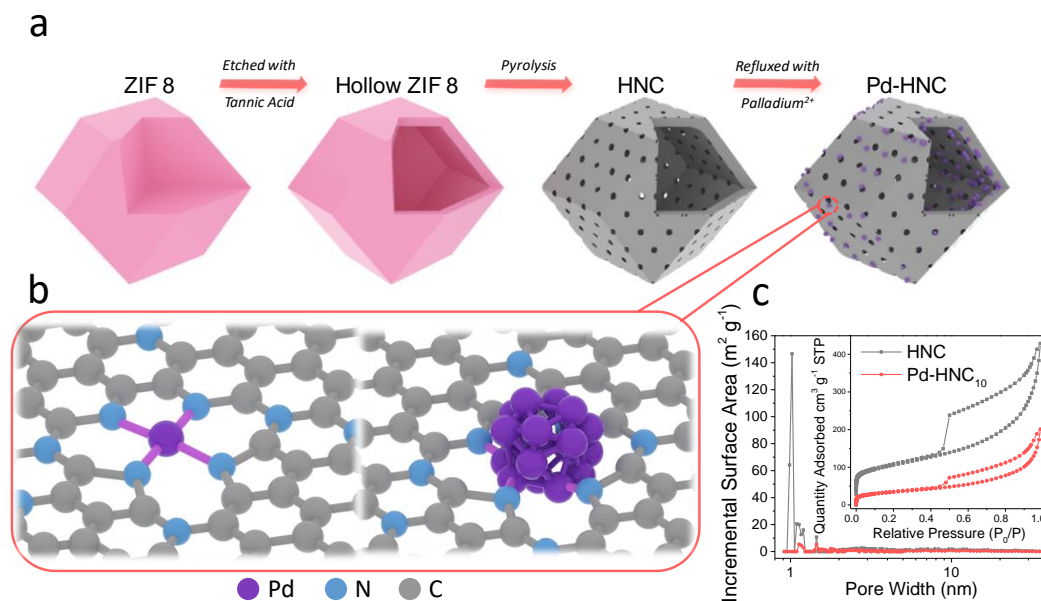 a
ZIF 8
Etched with
Tannic Acid
Hollow ZIF 8
Pyrolysis
HNC
Refluxed with
Palladium²⁺
Pd-HNC
b
Pd
N
C
c
Incremental Surface Area (m² g⁻¹)
160
140
120
100
80
60
40
20
0
1
10
Pore Width (nm)
Quantity Adsorbed cm³ g⁻¹ STP
400
300
200
100
0
0.0 0.2 0.4 0.6 0.8 1.0
Relative Pressure (P₀/P)
HNC
Pd-HNC₁₀